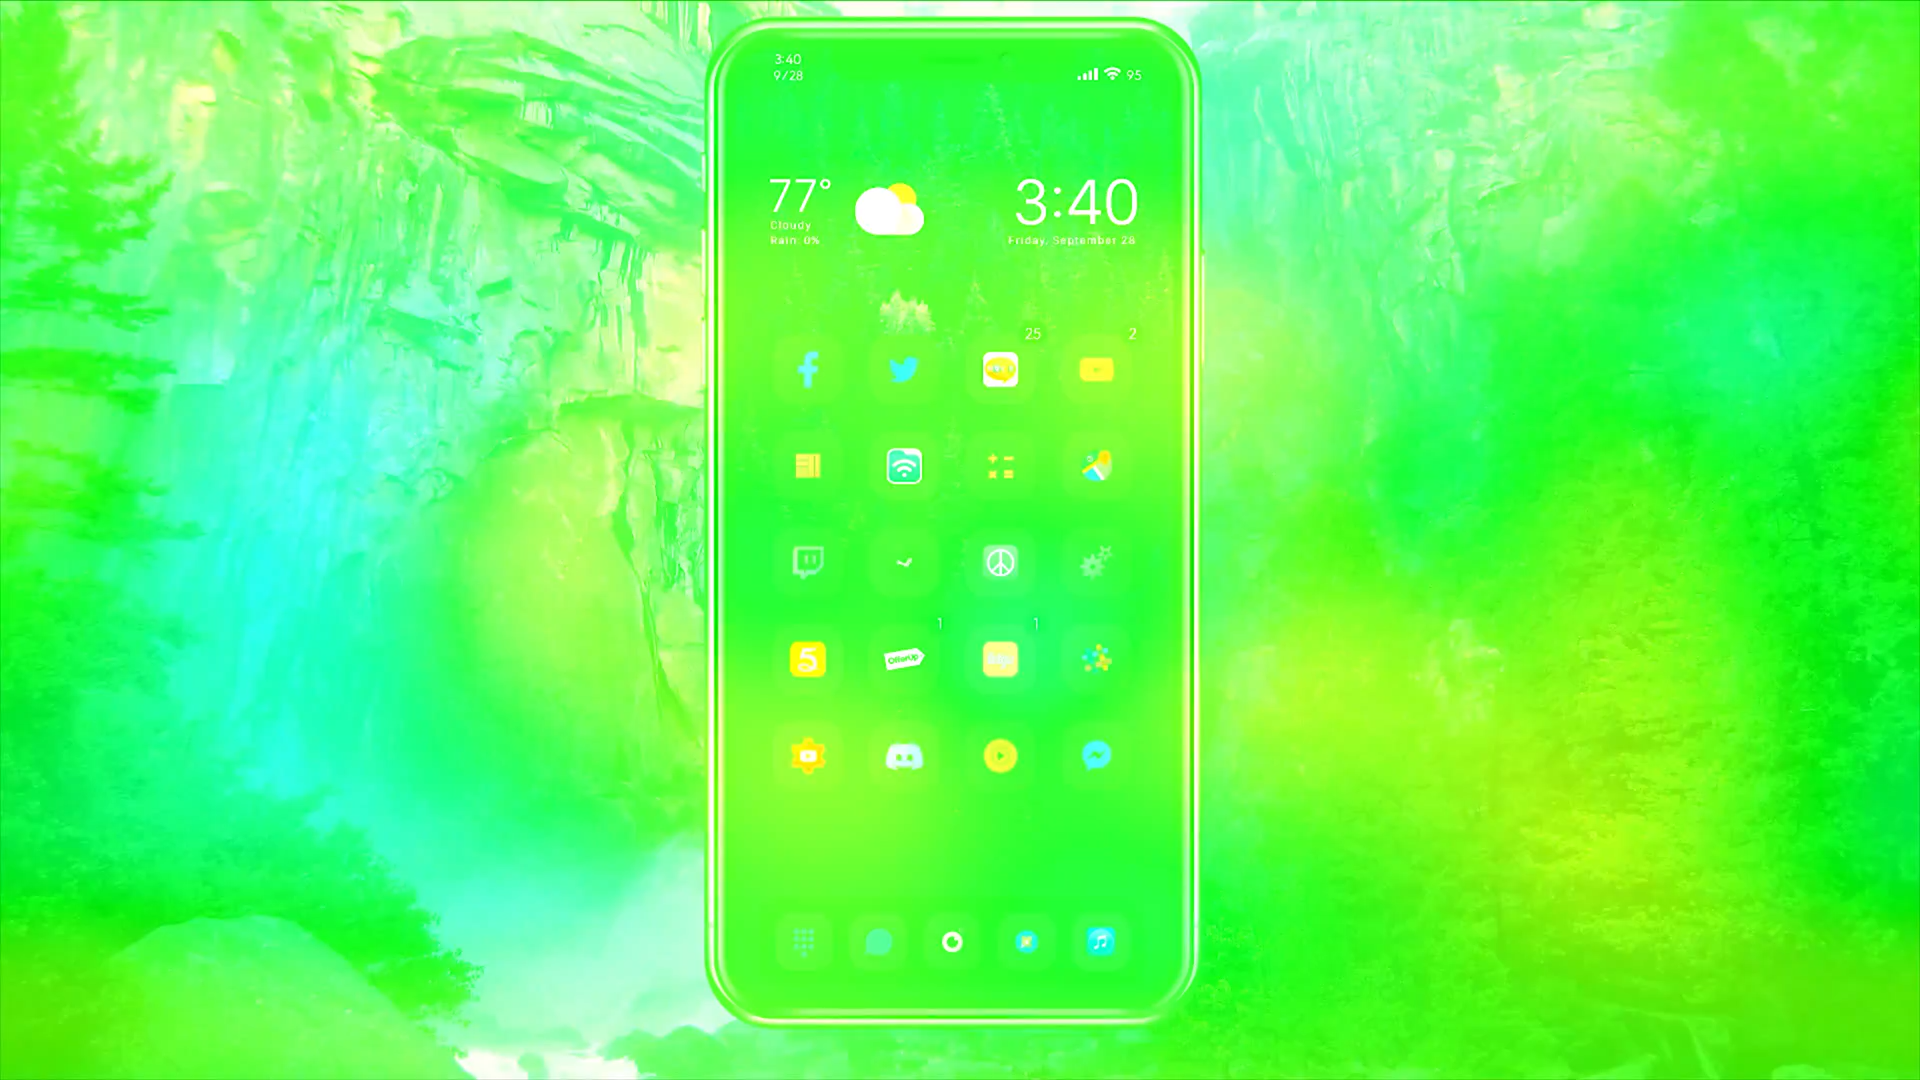 3:40
9/28
95
77°
Cloudy
Rain: 0%
3:40
Friday, September 28
25
2
1
1
5
OfferUp